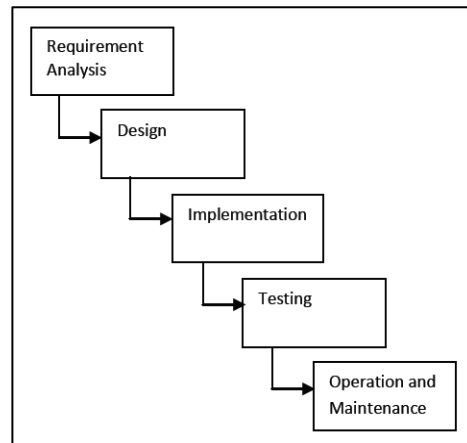 Requirement
Analysis
Design
Implementation
Testing
Operation and
Maintenance